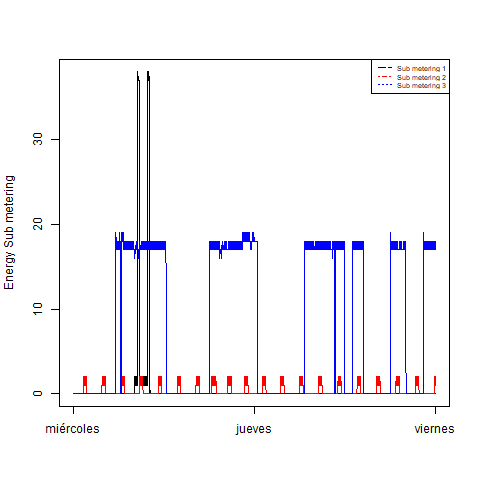 Sub metering 1
Sub metering 2
Sub metering 3
Energy Sub metering
30
20
10
0
miércoles jueves viernes